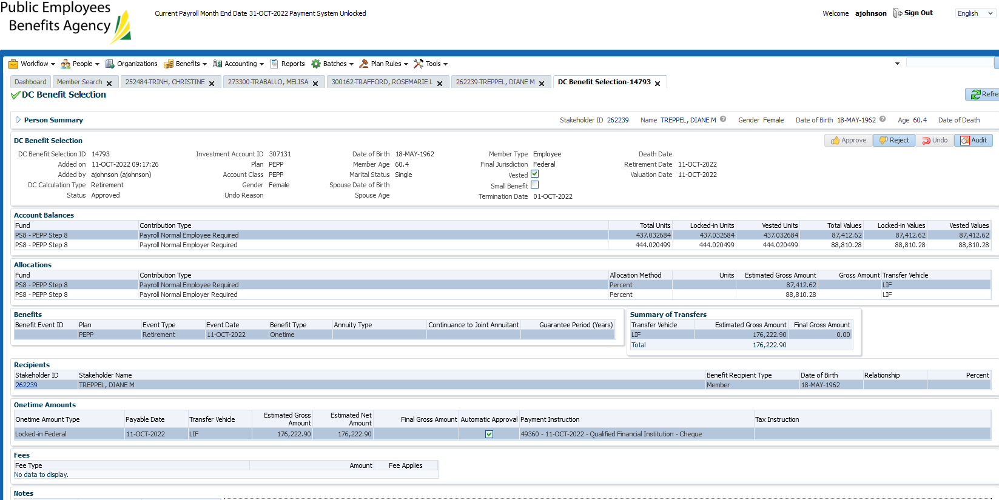 Public Employees
Benefits Agency
Current Payroll Month End Date 31-OCT-2022 Payment System Unlocked
Welcome ajohnson Sign Out English
Workflow People Organizations Benefits Accounting Reports Batches Plan Rules Tools
Dashboard Member Search 252484-TRINH, CHRISTINE 273300-TRABALLO, MELISA 300162-TRAFFORD, ROSEMARIE L 262239-TREPPEL, DIANE M DC Benefit Selection-14793
DC Benefit Selection Refre
Person Summary Stakeholder ID 262239 Name TREPPEL, DIANE M Gender Female Date of Birth 18-MAY-1962 Age 60.4 Date of Death
DC Benefit Selection Approve Reject Undo Audit
DC Benefit Selection ID 14793 Investment Account ID 307131 Date of Birth 18-MAY-1962 Member Type Employee Death Date
Added on 11-OCT-2022 09:17:26 Plan PEPP Member Age 60.4 Final Jurisdiction Federal Retirement Date 11-OCT-2022
Added by ajohnson (ajohnson) Account Class PEPP Marital Status Single Vested Valuation Date 11-OCT-2022
DC Calculation Type Retirement Gender Female Spouse Date of Birth Small Benefit
Status Approved Undo Reason Spouse Age Termination Date 01-OCT-2022
Account Balances
Fund Contribution Type Total Units Locked-in Units Vested Units Total Values Locked-in Values Vested Values
PS8 - PEPP Step 8 Payroll Normal Employee Required 437.032684 437.032684 437.032684 87,412.62 87,412.62 87,412.62
PS8 - PEPP Step 8 Payroll Normal Employer Required 444.020499 444.020499 444.020499 88,810.28 88,810.28 88,810.28
Allocations
Fund Contribution Type Allocation Method Units Estimated Gross Amount Gross Amount Transfer Vehicle
PS8 - PEPP Step 8 Payroll Normal Employee Required Percent 87,412.62 LIF
PS8 - PEPP Step 8 Payroll Normal Employer Required Percent 88,810.28 LIF
Benefits
Benefit Event ID Plan Event Type Event Date Benefit Type Annuity Type Continuance to Joint Annuitant Guarantee Period (Years)
PEPP Retirement 11-OCT-2022 Onetime
Summary of Transfers
Transfer Vehicle Estimated Gross Amount Final Gross Amount
LIF 176,222.90 0.00
Total 176,222.90
Recipients
Stakeholder ID Stakeholder Name Benefit Recipient Type Date of Birth Relationship Percent
262239 TREPPEL, DIANE M Member 18-MAY-1962
Onetime Amounts
Onetime Amount Type Payable Date Transfer Vehicle Estimated Gross Amount Estimated Net Amount Final Gross Amount Automatic Approval Payment Instruction Tax Instruction
Locked-in Federal 11-OCT-2022 LIF 176,222.90 176,222.90 49360 - 11-OCT-2022 - Qualified Financial Institution - Cheque
Fees
Fee Type Amount Fee Applies
No data to display.
Notes